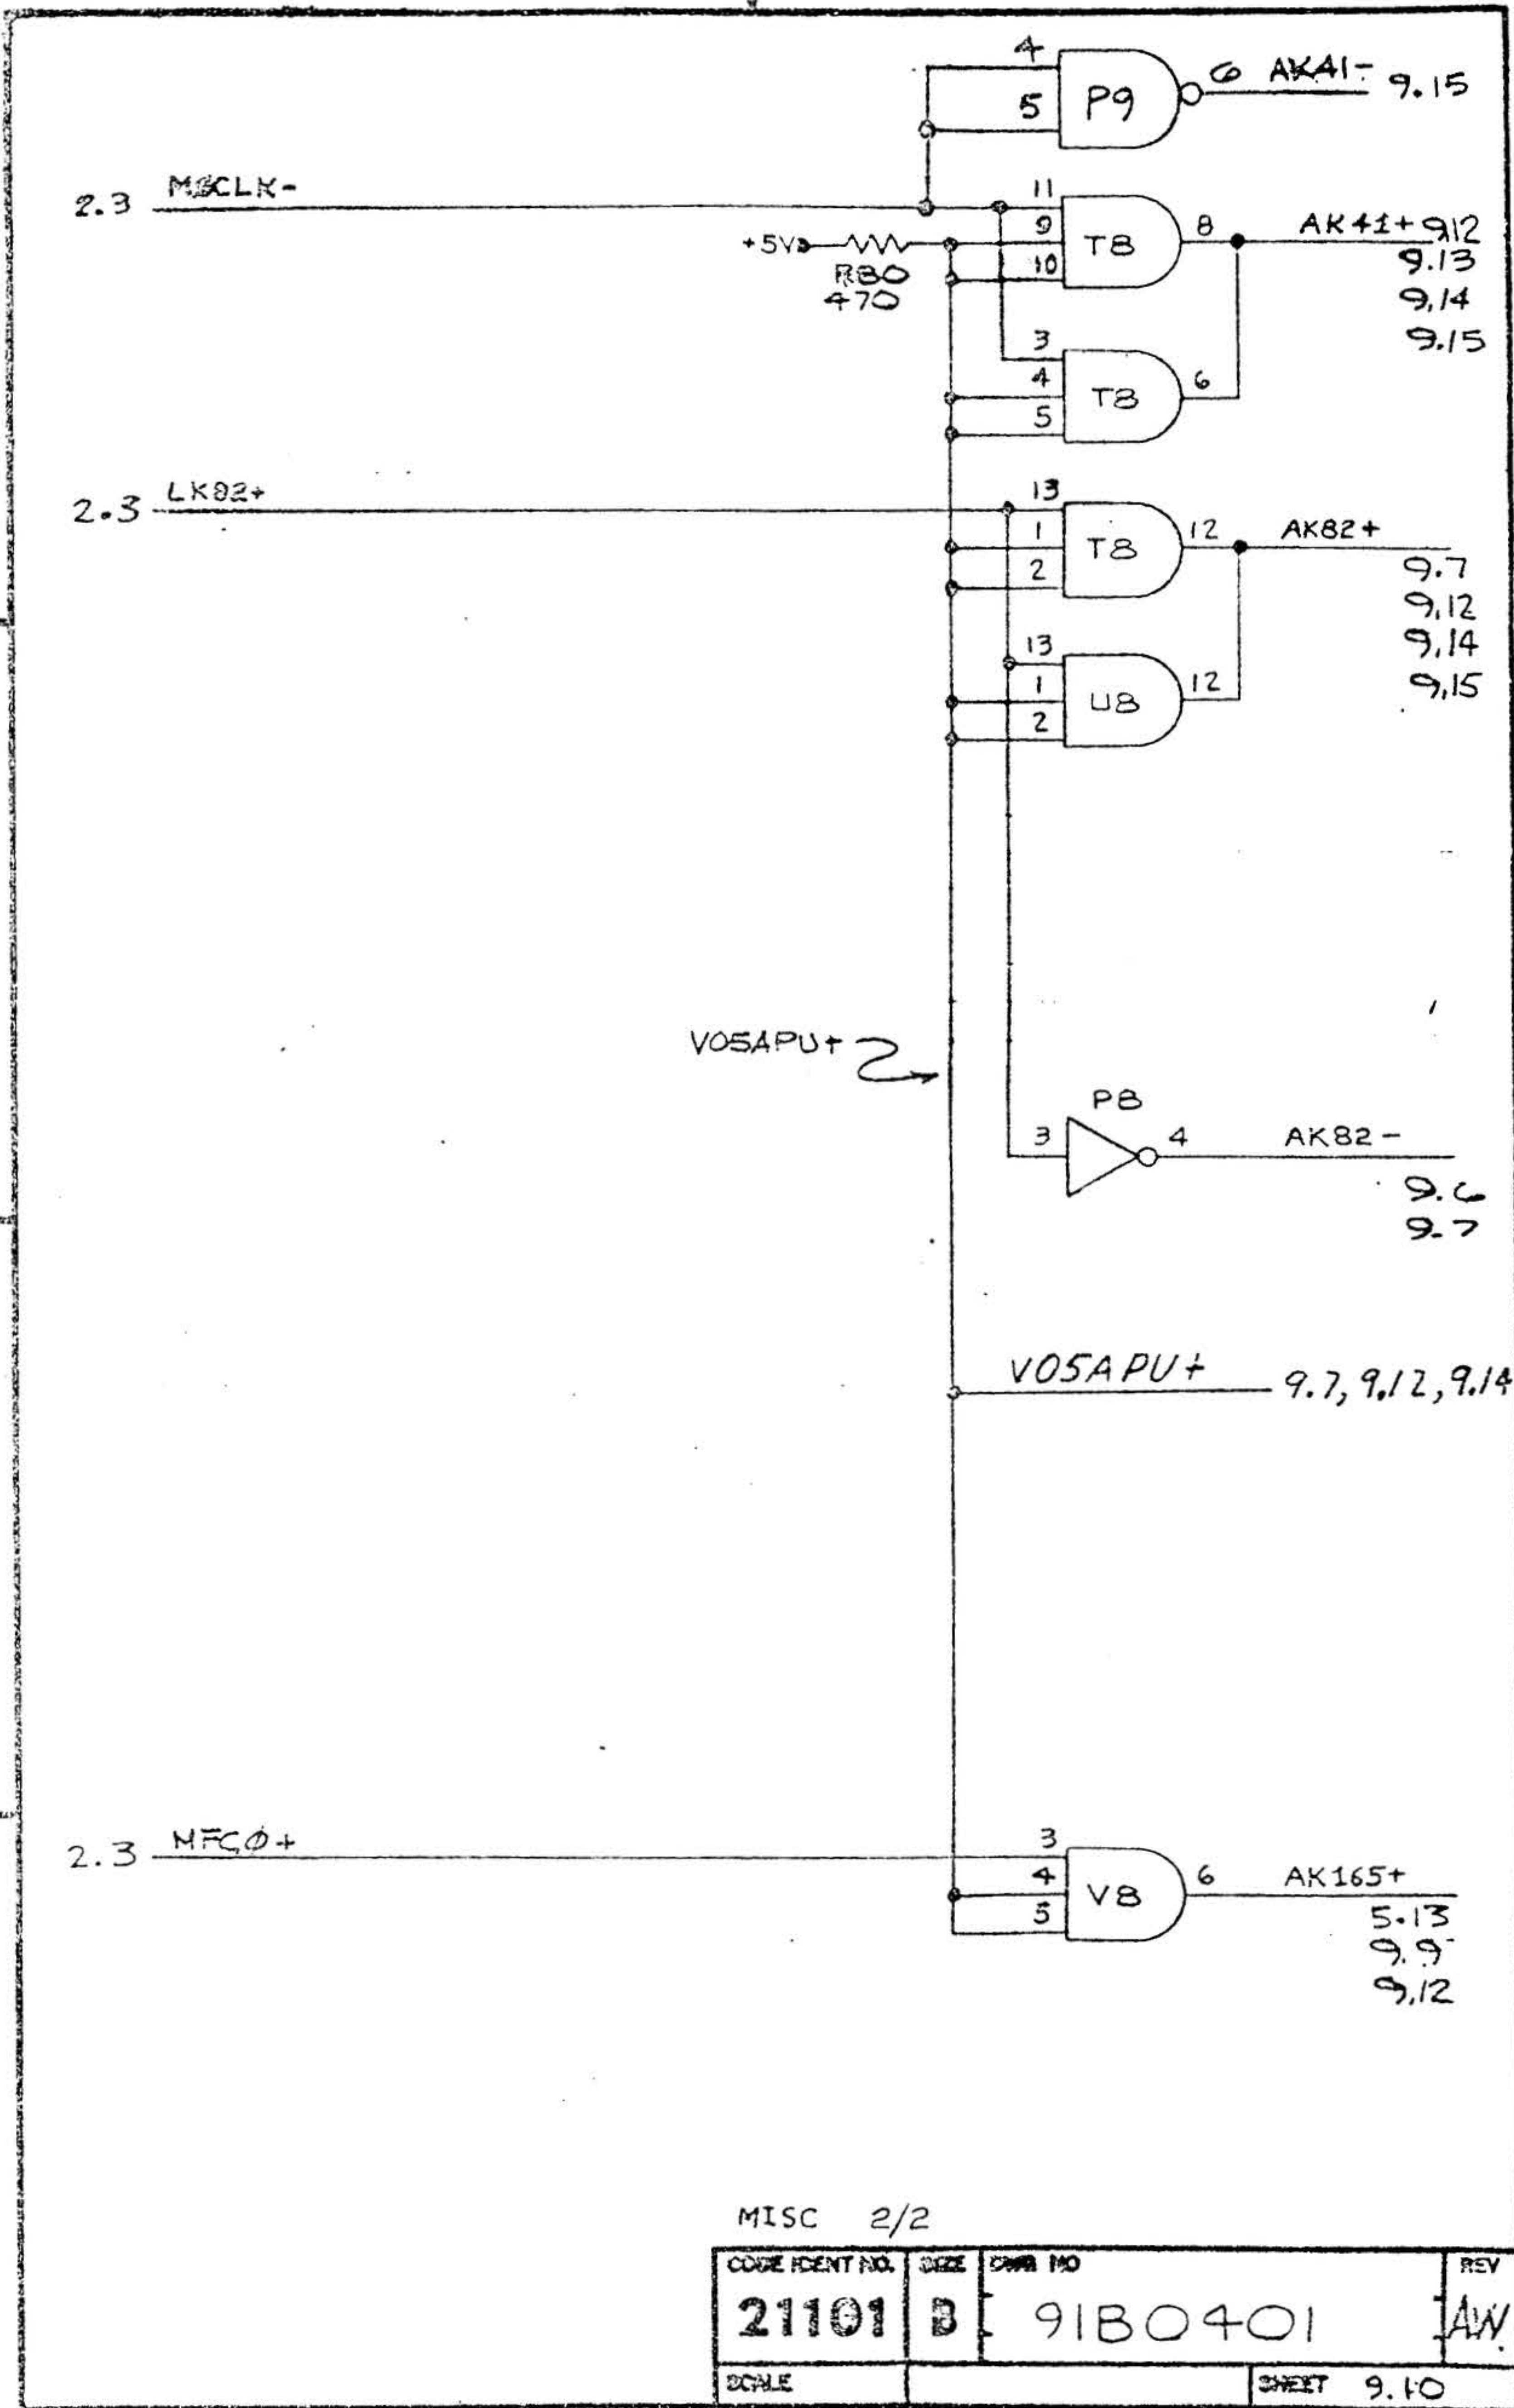 4
5
P9
6 AK41- 9.15
2.3 MSCLK-
11
9
10
T8
8
AK41+ 9.12
9.13
9.14
9.15
+5V
R80
470
3
4
5
T8
6
2.3 LK82+
13
1
2
T8
12
AK82+
9.7
9.12
9.14
9.15
13
1
2
U8
12
V05APU+
P8
3
4
AK82-
9.6
9.7
V05APU+ 9.7, 9.12, 9.14
2.3 MFCØ+
3
4
5
V8
6
AK165+
5.13
9.9
9.12
MISC 2/2
CODE IDENT NO. SIZE DWG NO REV
21101 B 91B0401 AW
SCALE SHEET 9.10